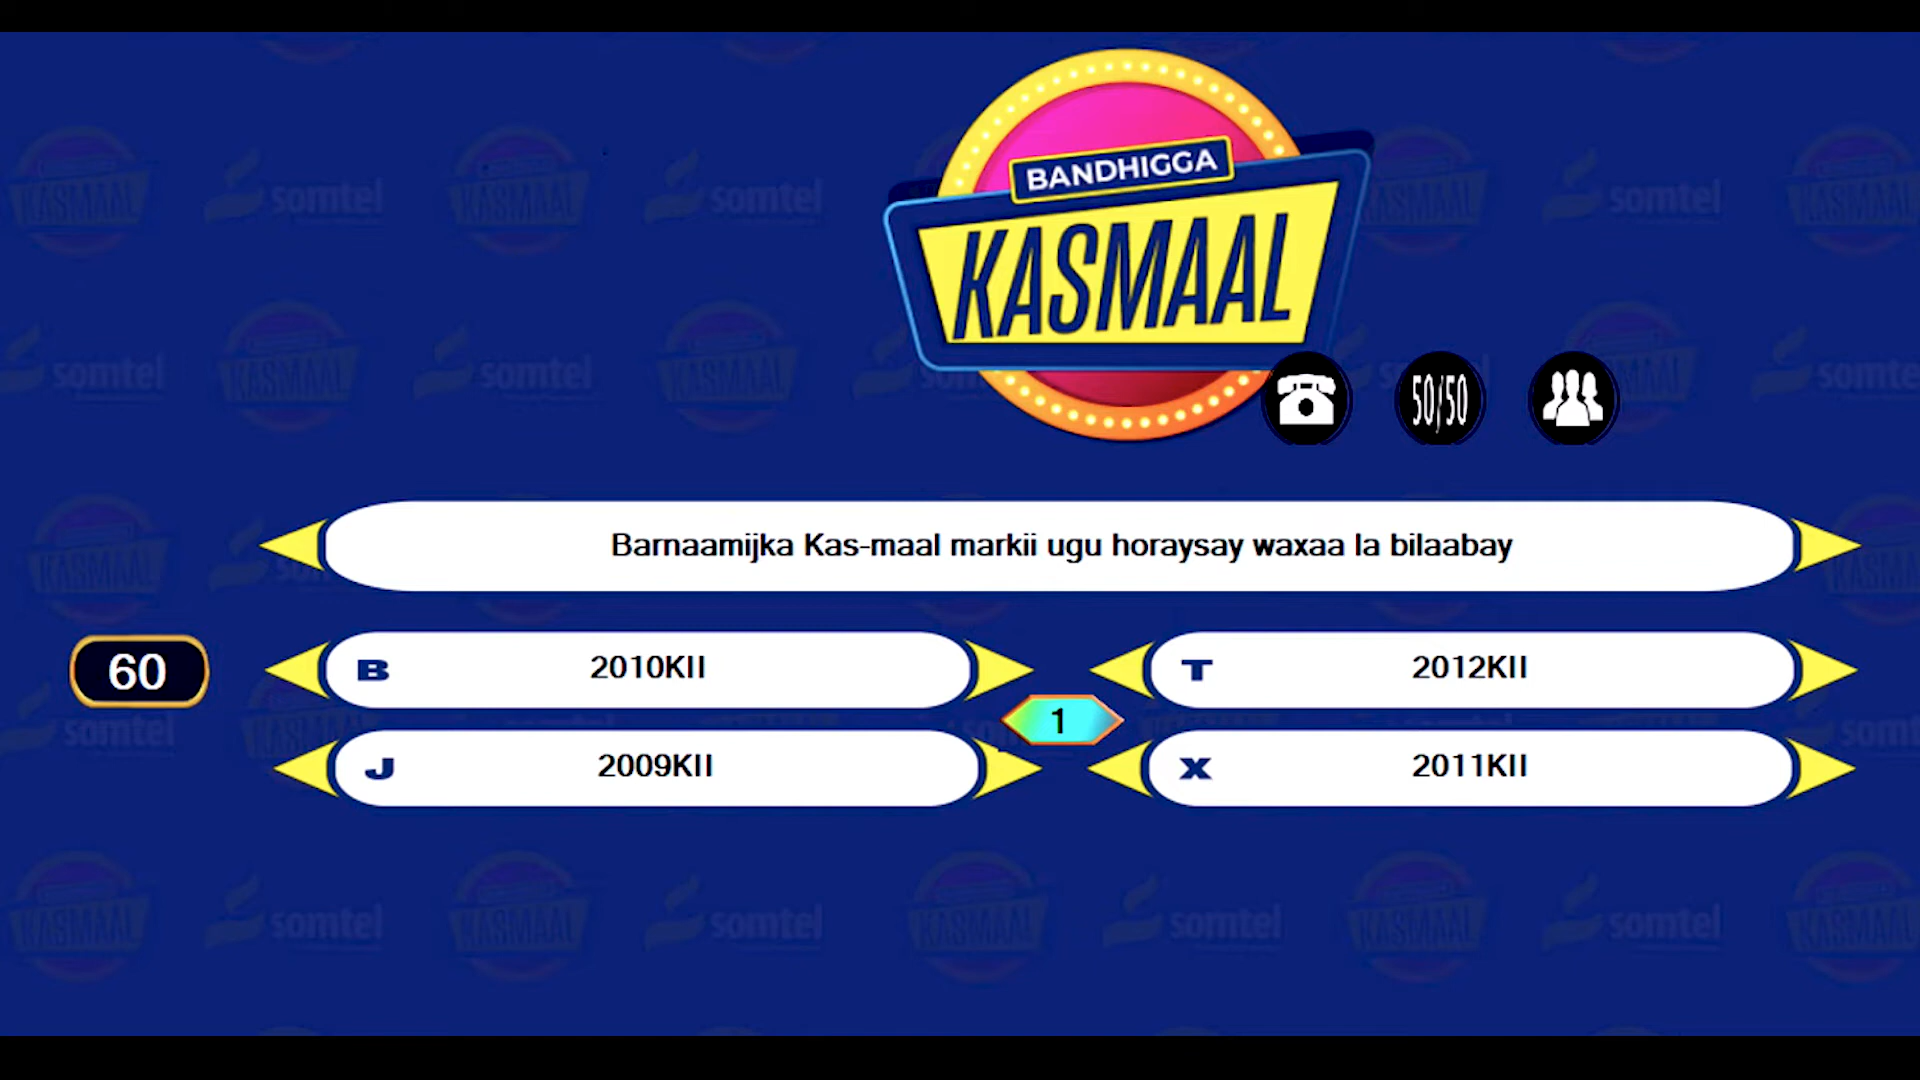 BANDHIGGA
KASMAAL
50/50
Barnaamijka Kas-maal markii ugu horaysay waxaa la bilaabay
60
B 2010KII
T 2012KII
1
J 2009KII
X 2011KII
somtel